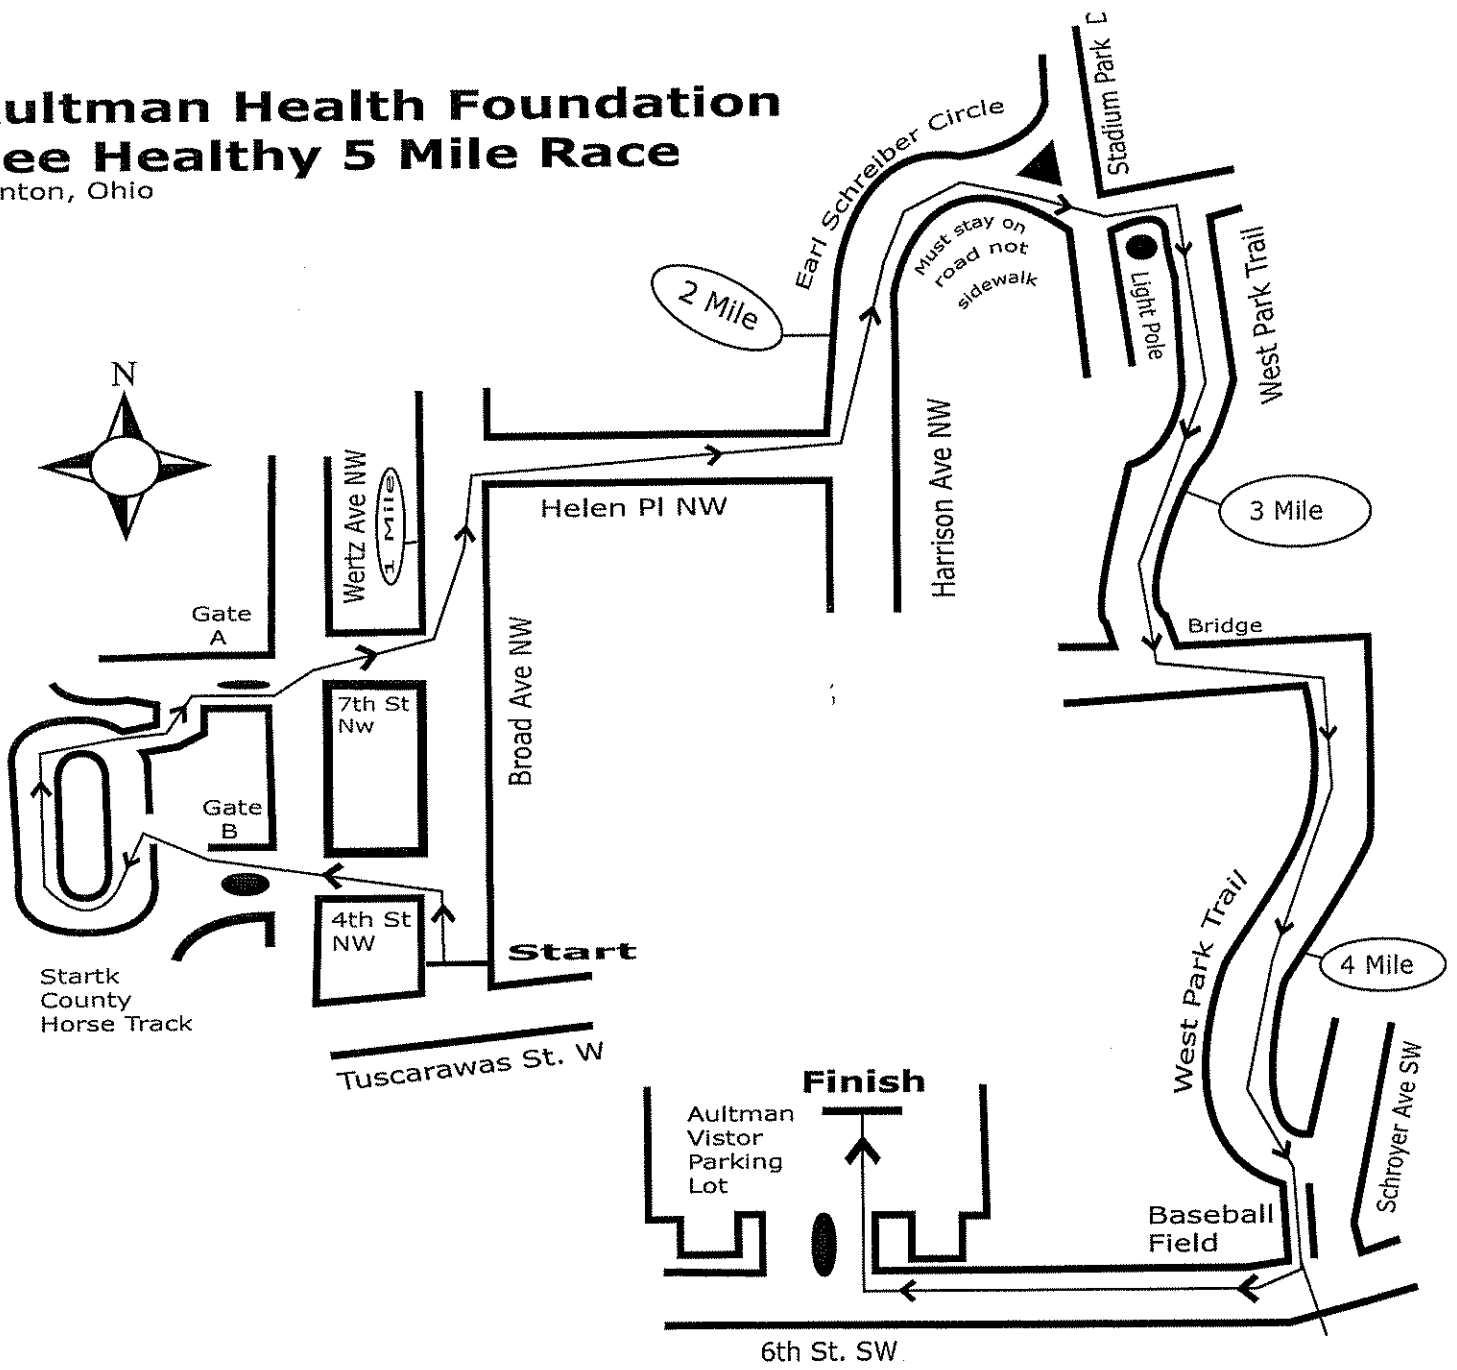 ultman Health Foundation
ee Healthy 5 Mile Race
nton, Ohio
Stadium Park D
Earl Schreiber Circle
Must stay on
road not
sidewalk
Light Pole
West Park Trail
2 Mile
N
Wertz Ave NW
1 Mile
Helen Pl NW
Harrison Ave NW
3 Mile
Gate
A
Bridge
Broad Ave NW
7th St
Nw
Gate
B
4th St
NW
Start
Startk
County
Horse Track
Tuscarawas St. W
West Park Trail
4 Mile
Schroyer Ave SW
Finish
Aultman
Vistor
Parking
Lot
Baseball
Field
6th St. SW